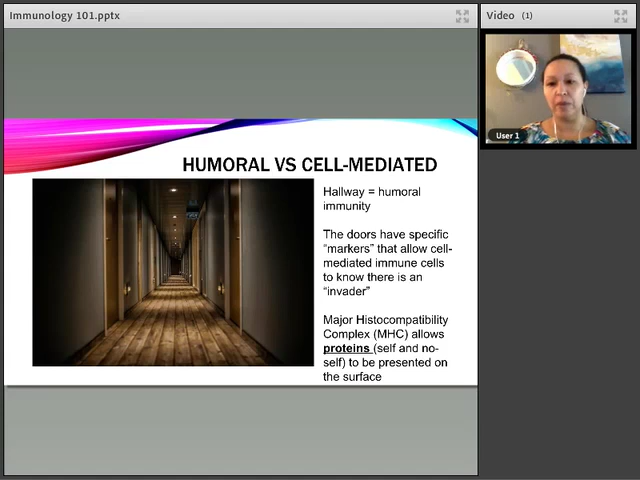 Immunology 101.pptx
Video (1)
User 1
HUMORAL VS CELL-MEDIATED
Hallway = humoral
immunity
The doors have specific
“markers” that allow cell-
mediated immune cells
to know there is an
“invader”
Major Histocompatibility
Complex (MHC) allows
proteins (self and no-
self) to be presented on
the surface